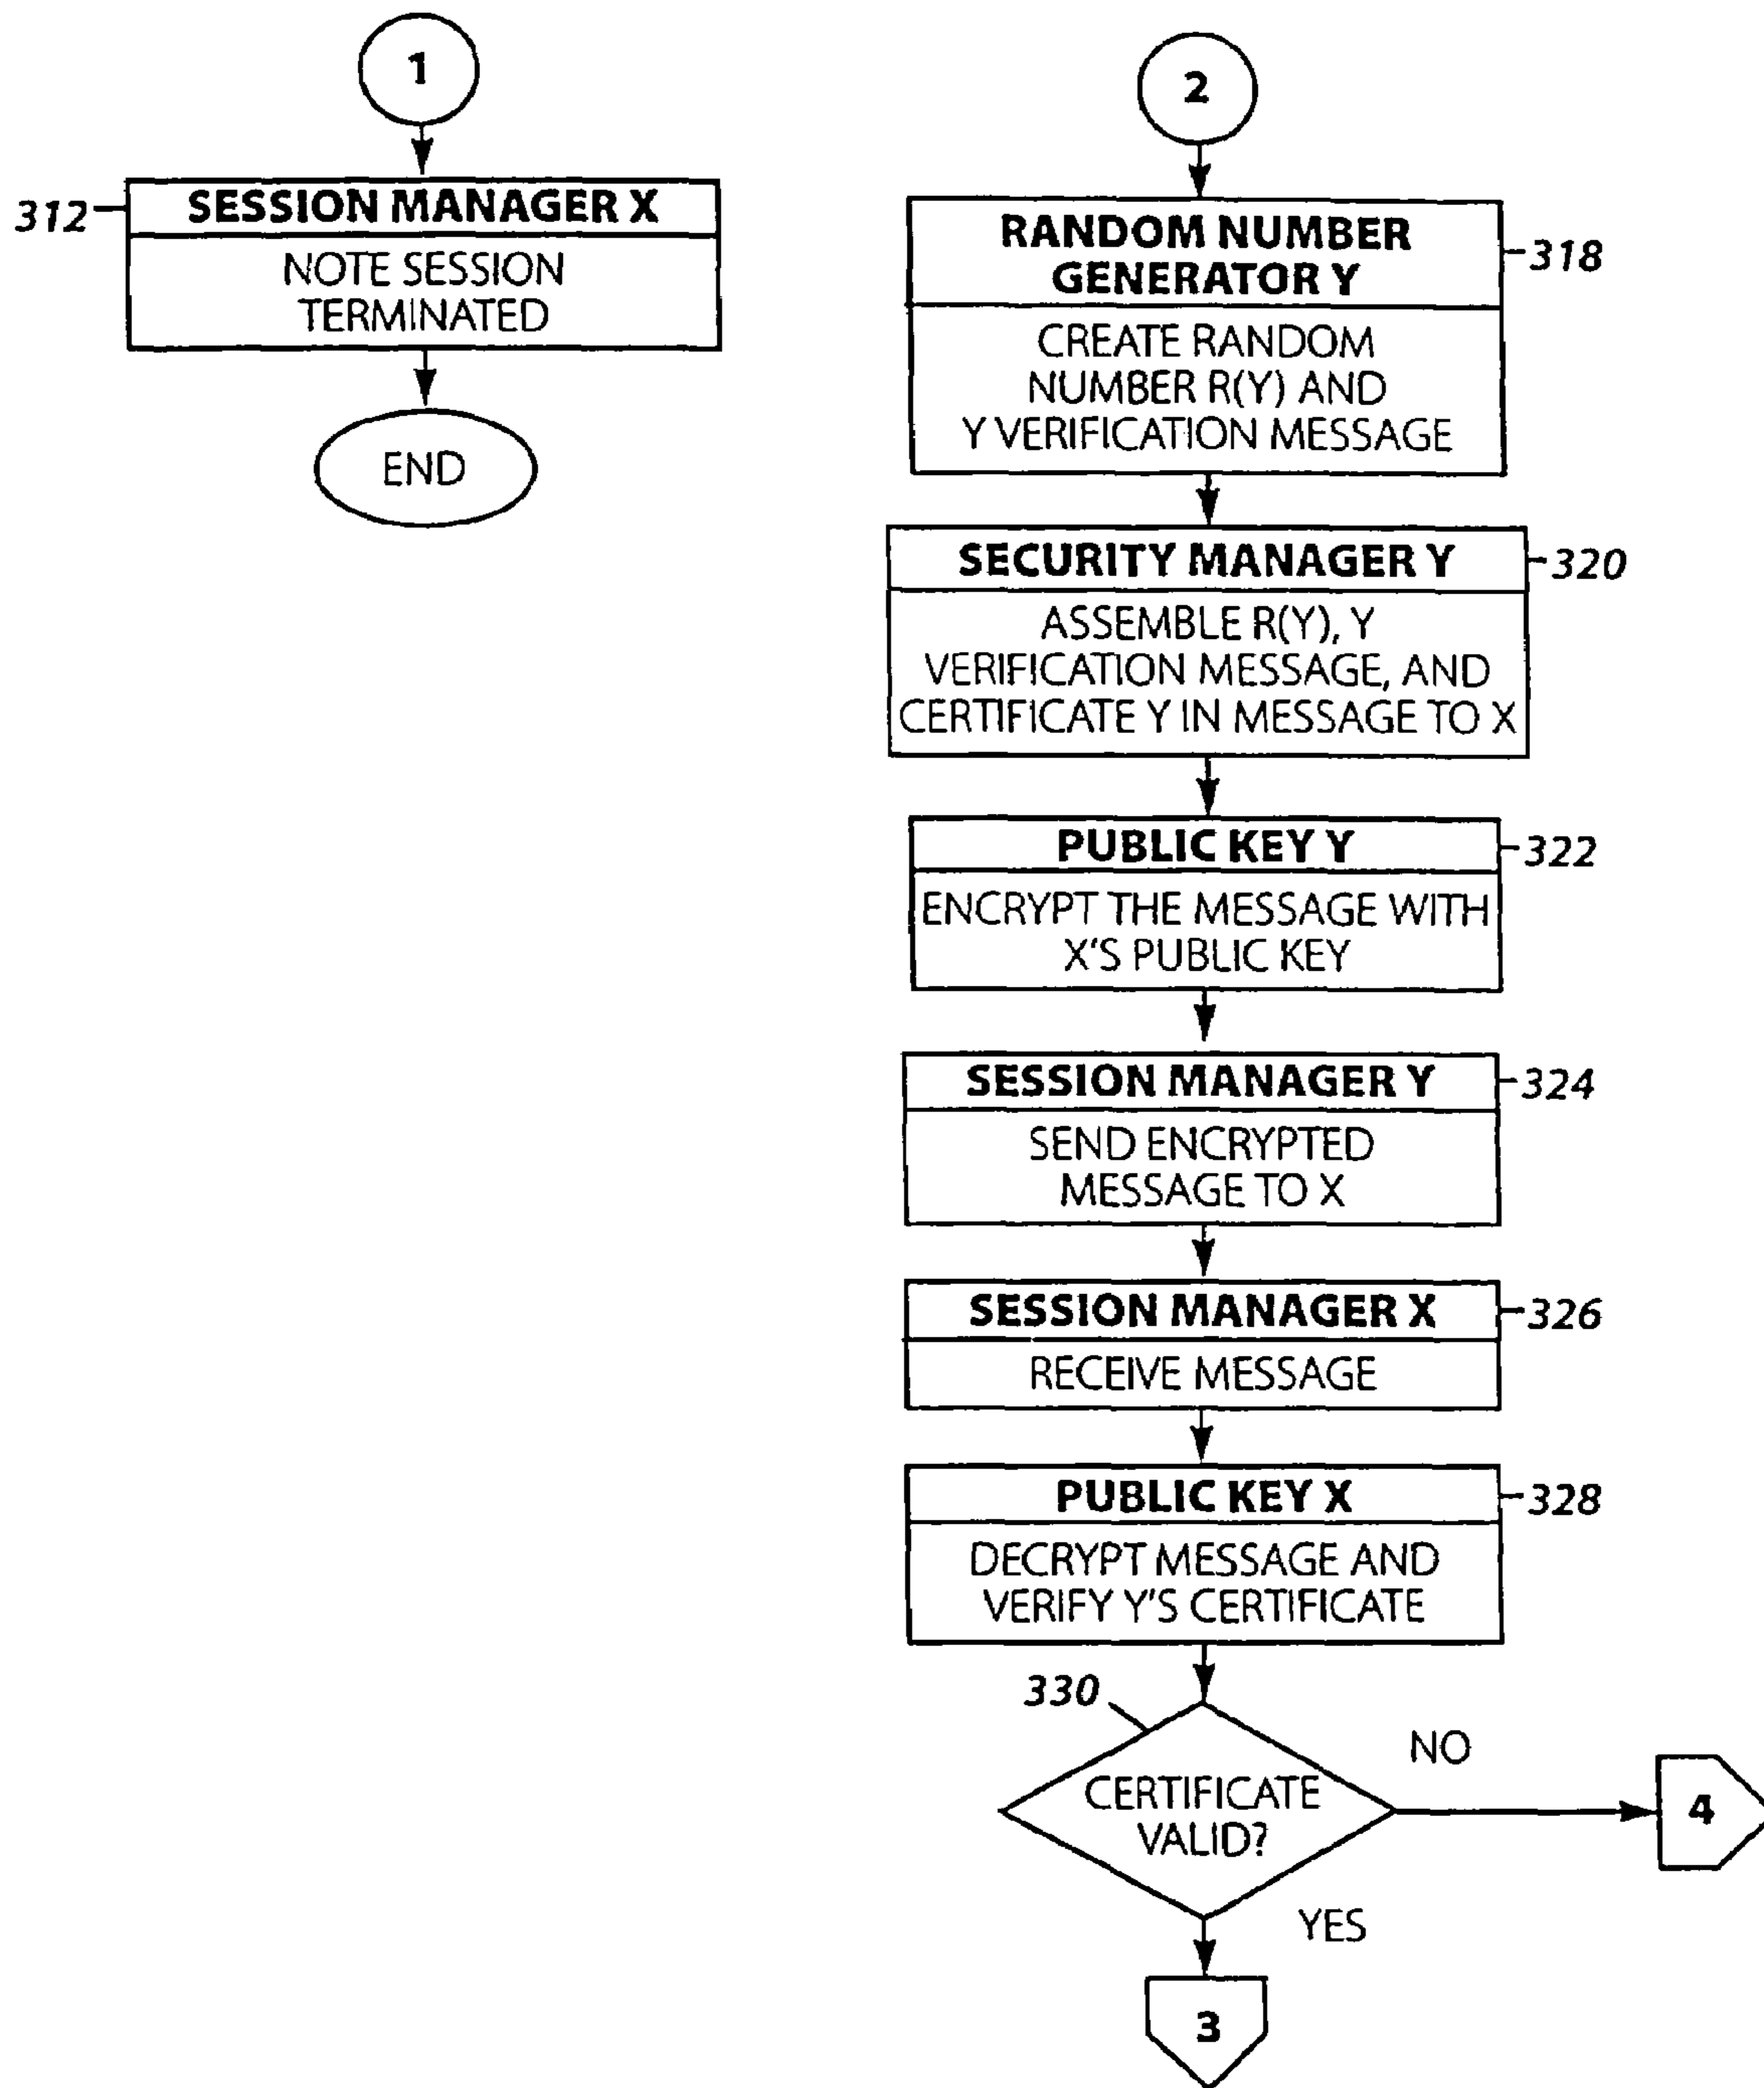 1
312
SESSION MANAGER X
NOTE SESSION
TERMINATED
END
2
RANDOM NUMBER
GENERATOR Y
318
CREATE RANDOM
NUMBER R(Y) AND
Y VERIFICATION MESSAGE
SECURITY MANAGER Y
320
ASSEMBLE R(Y), Y
VERIFICATION MESSAGE, AND
CERTIFICATE Y IN MESSAGE TO X
PUBLIC KEY Y
322
ENCRYPT THE MESSAGE WITH
X'S PUBLIC KEY
SESSION MANAGER Y
324
SEND ENCRYPTED
MESSAGE TO X
SESSION MANAGER X
326
RECEIVE MESSAGE
PUBLIC KEY X
328
DECRYPT MESSAGE AND
VERIFY Y'S CERTIFICATE
330
CERTIFICATE
VALID?
NO
4
YES
3